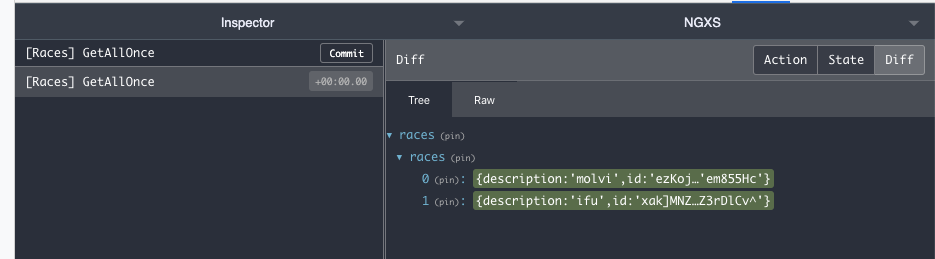 Inspector
NGXS
[Races] GetAllOnce
Commit
[Races] GetAllOnce
+00:00.00
Diff
Action
State
Diff
Tree
Raw
races (pin)
races (pin)
0 (pin): {description:'molvi',id:'ezKoj…'em855Hc'}
1 (pin): {description:'ifu',id:'xak]MNZ…Z3rDlCv^'}